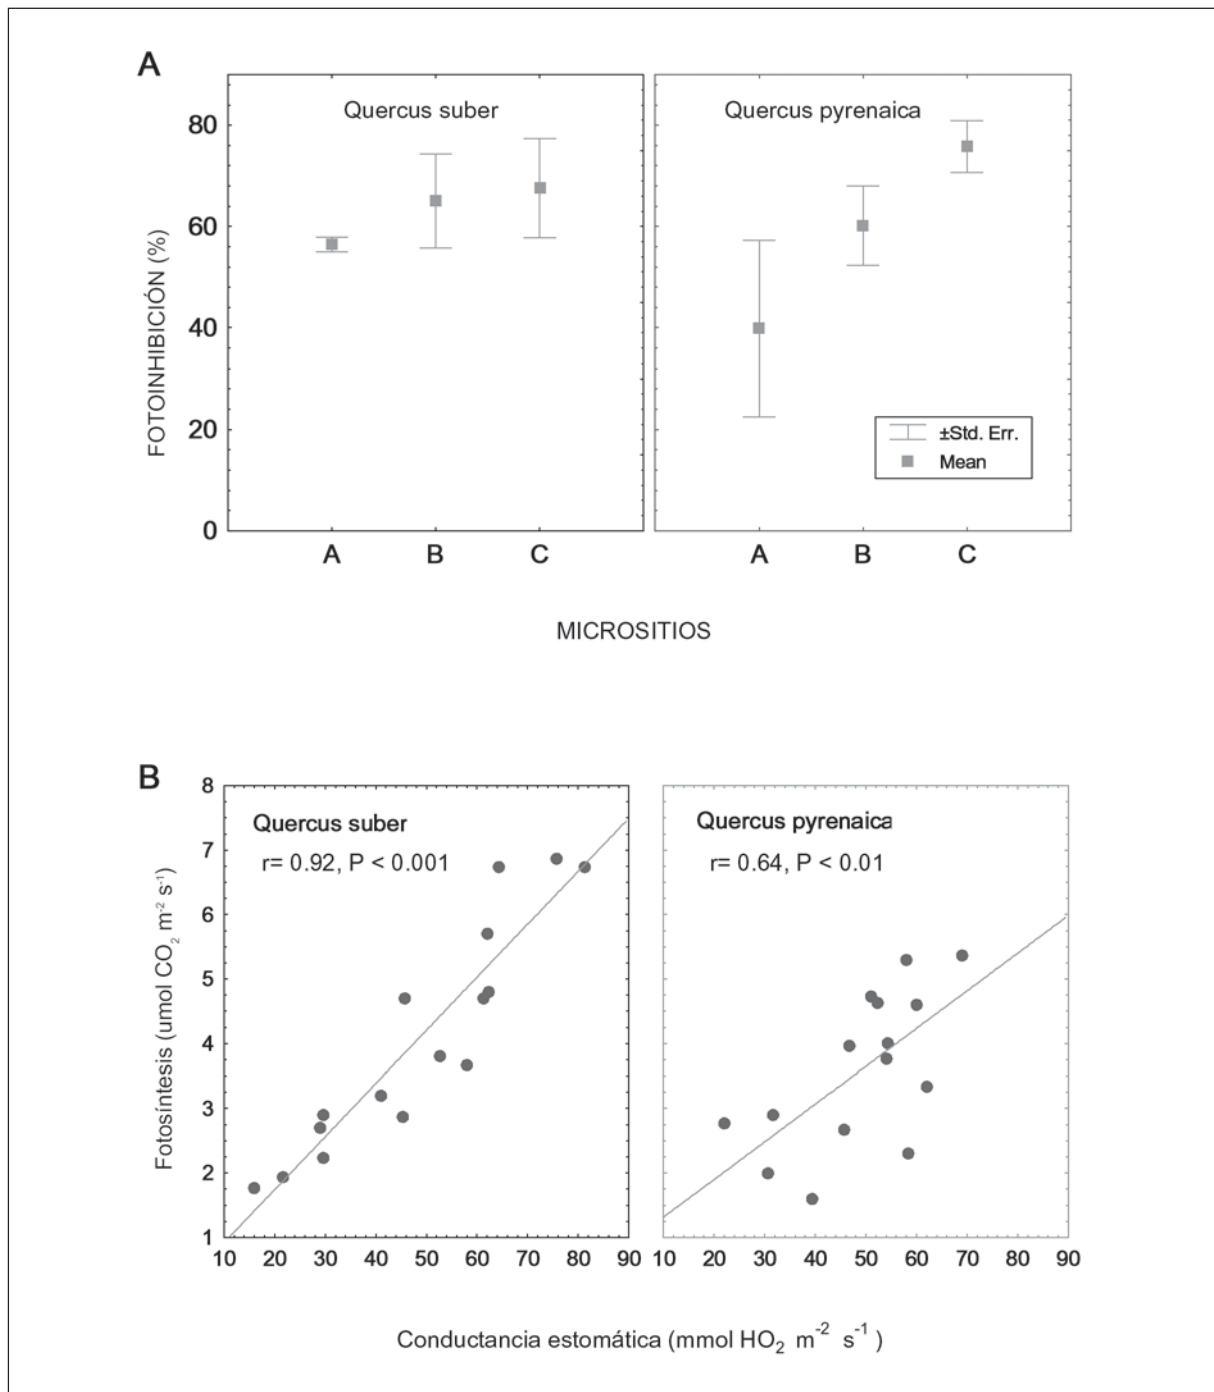 A
Quercus suber
Quercus pyrenaica
80
60
40
20
0
FOTOINHIBICIÓN (%)
±Std. Err.
Mean
A B C
A B C
MICROSITIOS
B
8
7
6
5
4
3
2
1
Fotosíntesis (umol CO₂ m⁻² s⁻¹)
Quercus suber
r= 0.92, P < 0.001
Quercus pyrenaica
r= 0.64, P < 0.01
10 20 30 40 50 60 70 80 90
10 20 30 40 50 60 70 80 90
Conductancia estomática (mmol HO₂ m⁻² s⁻¹)